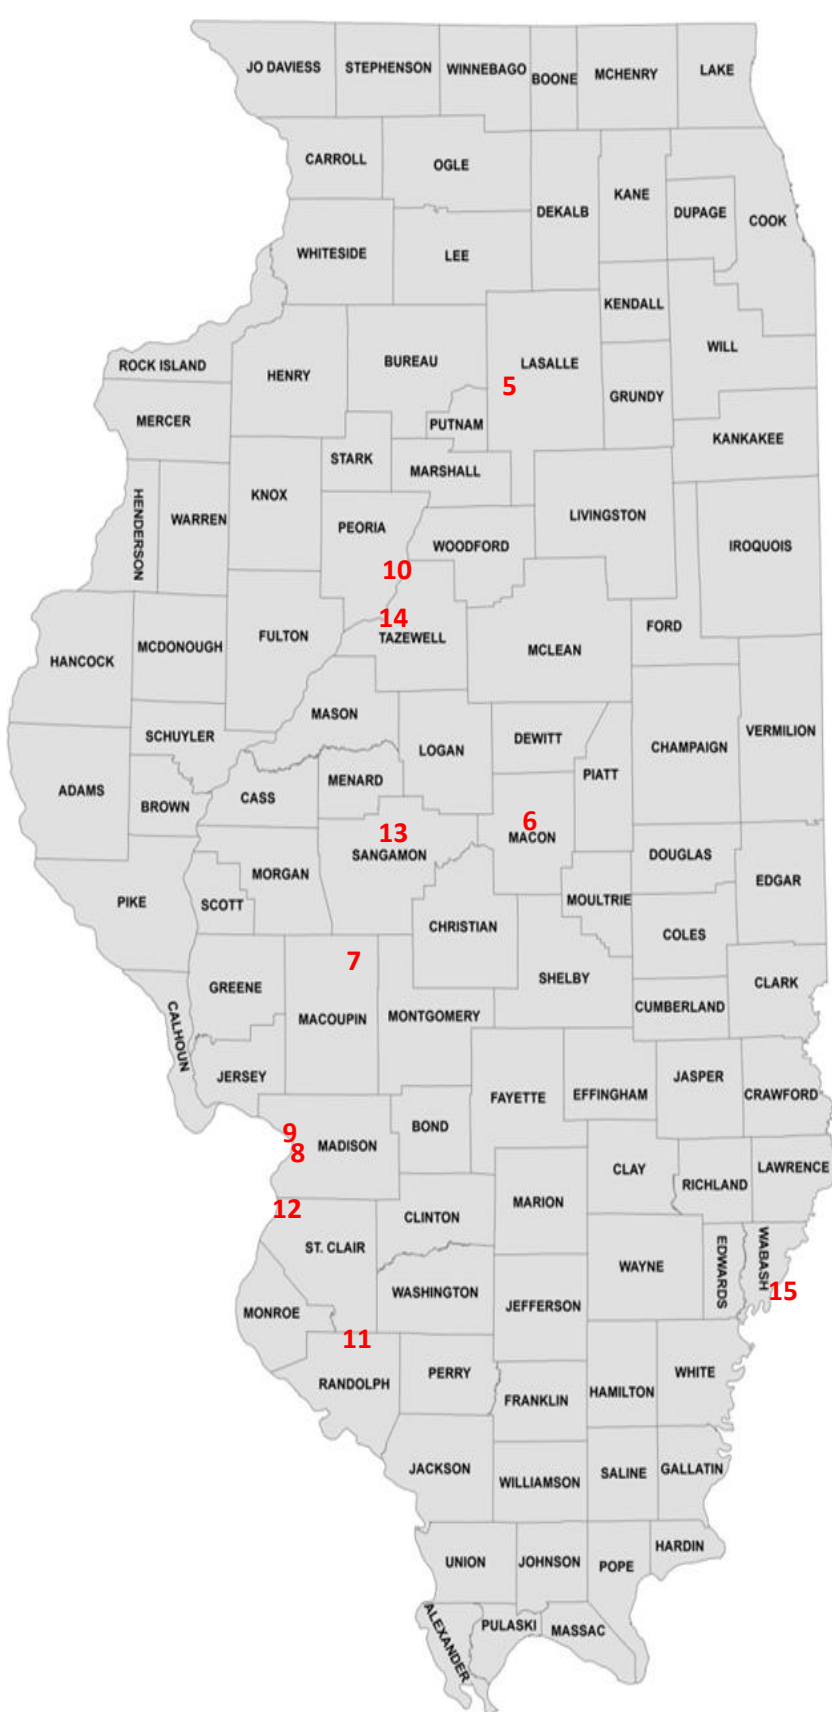 JO DAVIESS
STEPHENSON
WINNEBAGO
BOONE
MCHENRY
LAKE
CARROLL
OGLE
DEKALB
KANE
DUPAGE
COOK
WHITESIDE
LEE
KENDALL
WILL
ROCK ISLAND
HENRY
BUREAU
LASALLE
5
GRUNDY
MERCER
PUTNAM
KANKAKEE
STARK
MARSHALL
HENDERSON
WARREN
KNOX
PEORIA
WOODFORD
LIVINGSTON
IROQUOIS
10
14
HANCOCK
MCDONOUGH
FULTON
TAZEWELL
MCLEAN
FORD
SCHUYLER
MASON
LOGAN
DEWITT
PIATT
CHAMPAIGN
VERMILION
ADAMS
BROWN
CASS
MENARD
13
6
MACON
SANGAMON
DOUGLAS
EDGAR
PIKE
SCOTT
MORGAN
CHRISTIAN
MOULTRIE
COLES
7
GREENE
SHELBY
CLARK
CALHOUN
MACOUPIN
MONTGOMERY
CUMBERLAND
JERSEY
FAYETTE
EFFINGHAM
JASPER
CRAWFORD
9
8
MADISON
BOND
CLAY
RICHLAND
LAWRENCE
12
ST. CLAIR
CLINTON
MARION
WAYNE
EDWARDS
WABASH
15
MONROE
WASHINGTON
JEFFERSON
11
RANDOLPH
PERRY
FRANKLIN
HAMILTON
WHITE
JACKSON
WILLIAMSON
SALINE
GALLATIN
UNION
JOHNSON
POPE
HARDIN
ALEXANDER
PULASKI
MASSAC